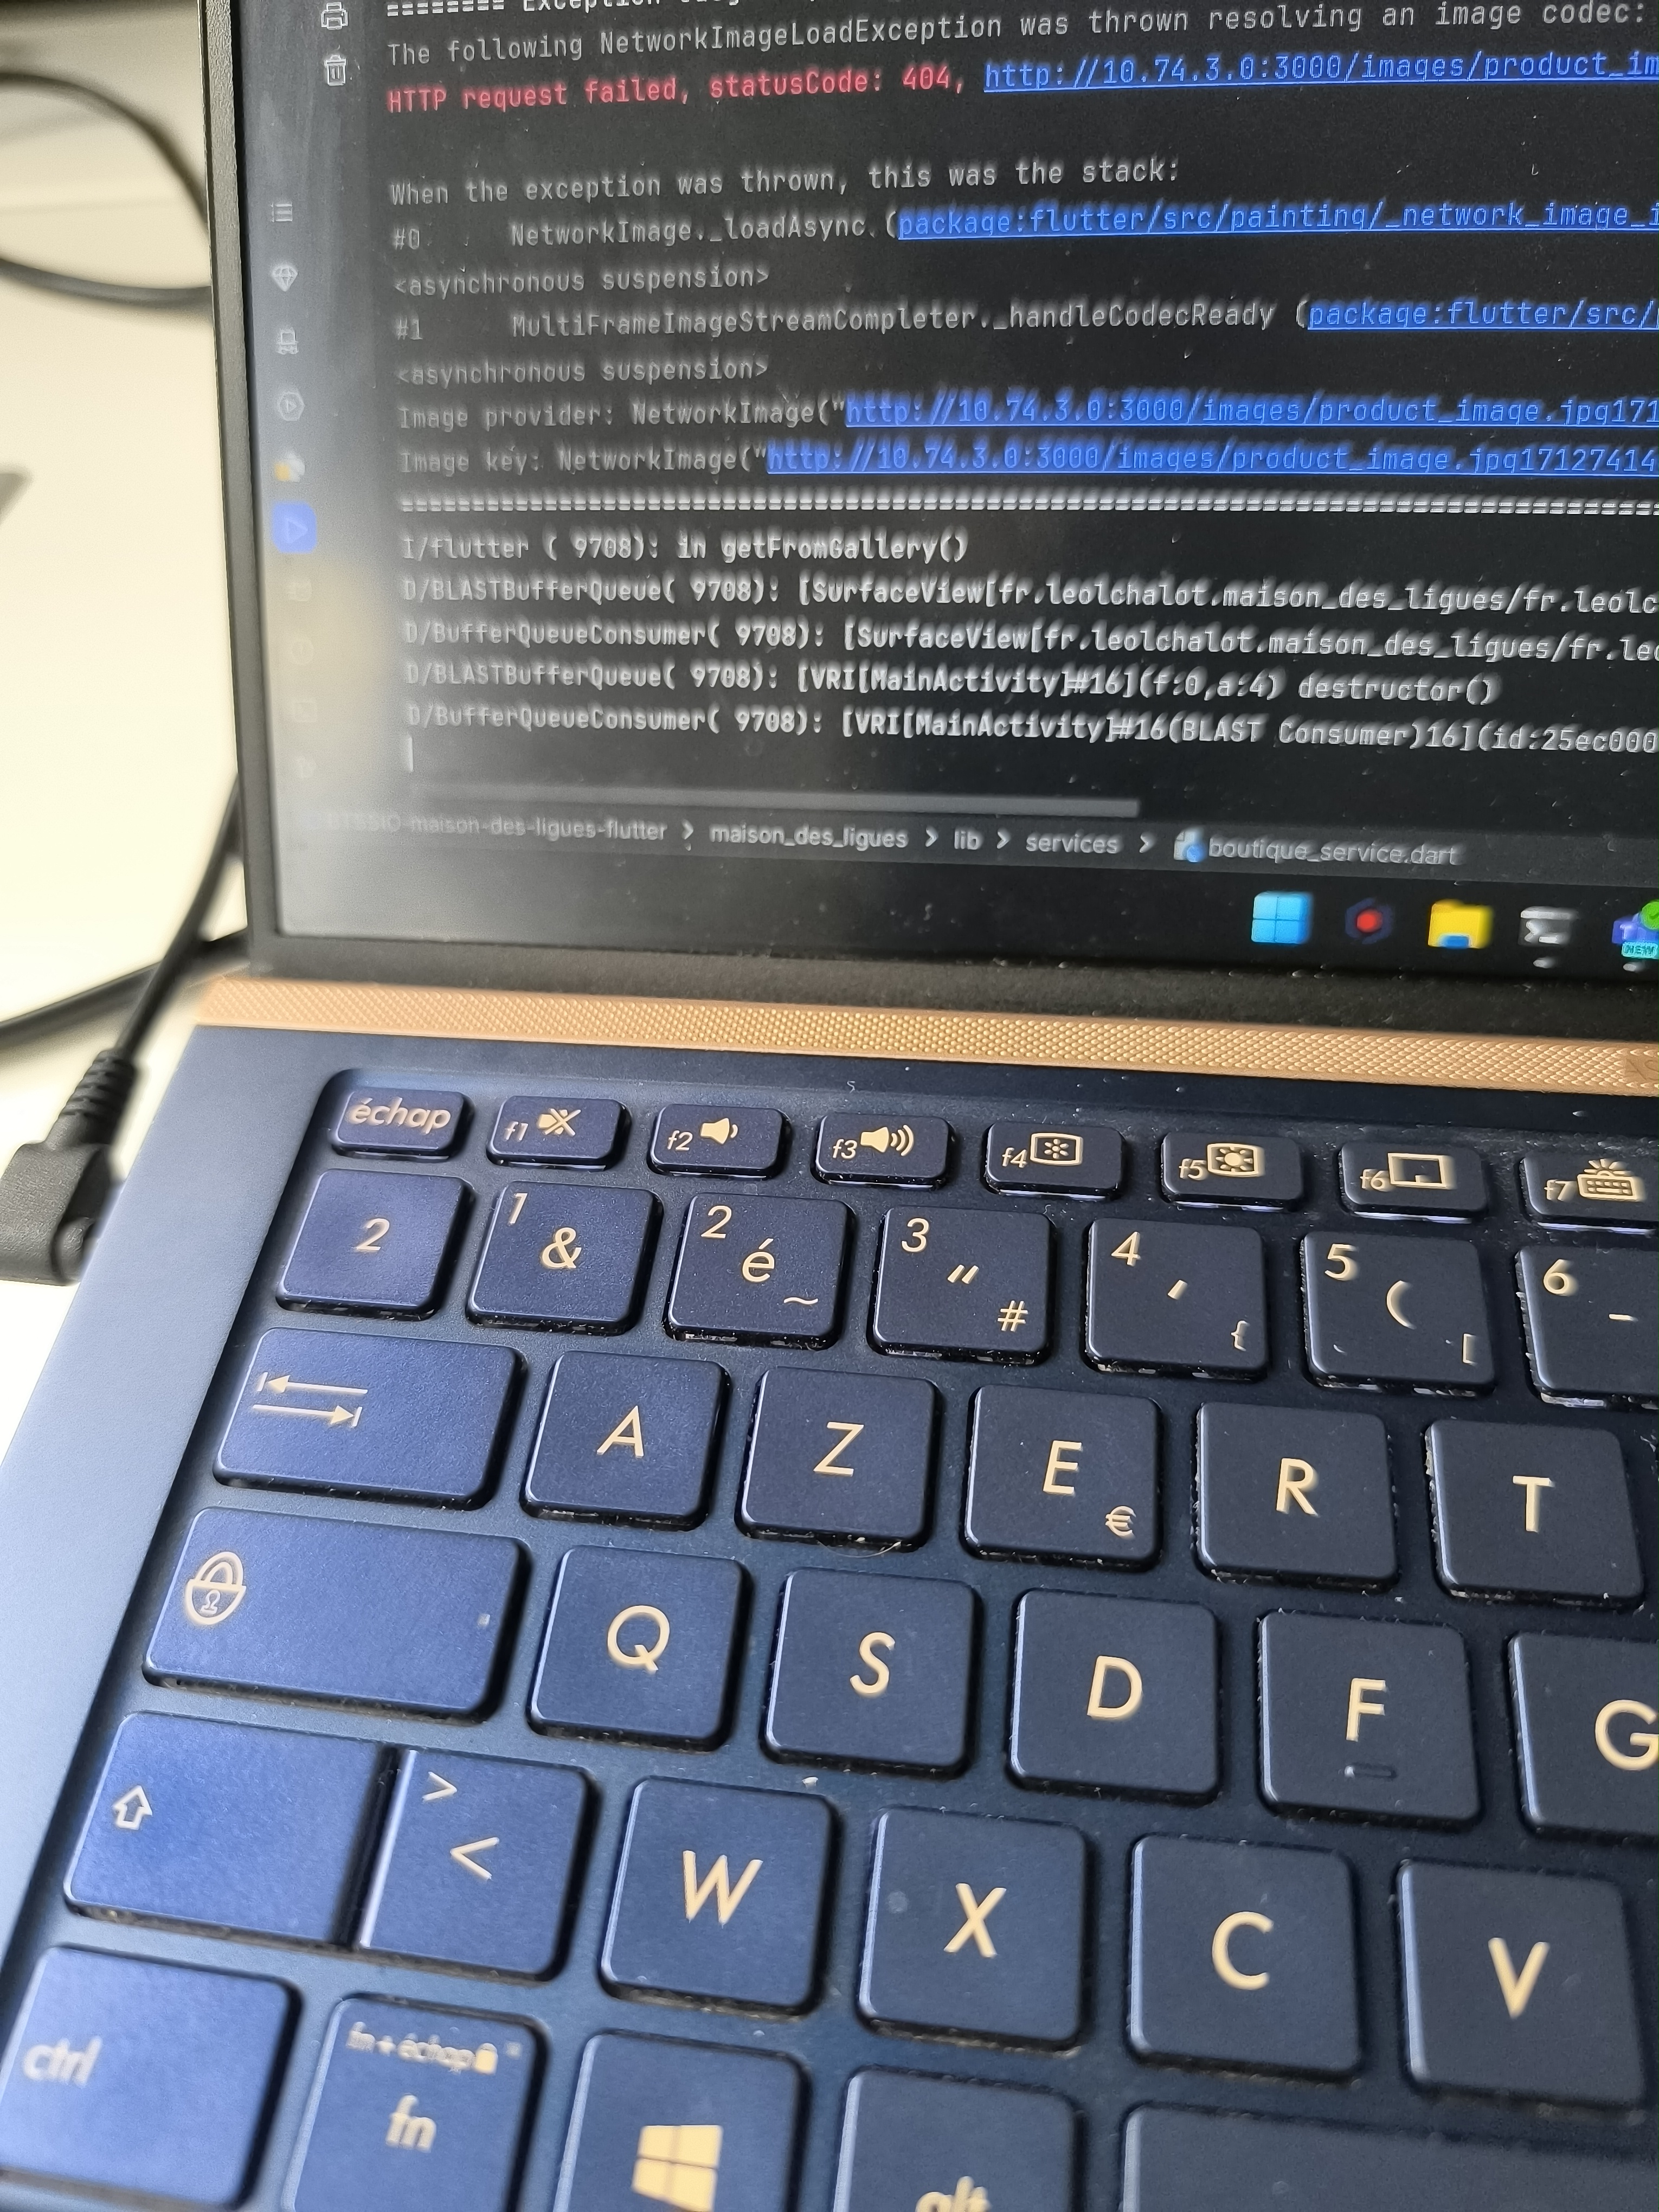 The following NetworkImageLoadException was thrown resolving an image codec:
HTTP request failed, statusCode: 404, http://10.74.3.0:3000/images/product_im
When the exception was thrown, this was the stack:
#0 NetworkImage._loadAsync (package:flutter/src/painting/_network_image_i
<asynchronous suspension>
#1 MultiFrameImageStreamCompleter._handleCodecReady (package:flutter/src/
<asynchronous suspension>
Image provider: NetworkImage("http://10.74.3.0:3000/images/product_image.jpg171
Image key: NetworkImage("http://10.74.3.0:3000/images/product_image.jpg17127414
I/flutter ( 9708): in getFromGallery()
D/BLASTBufferQueue( 9708): [SurfaceView[fr.leolchalot.maison_des_ligues/fr.leolc
D/BufferQueueConsumer( 9708): [SurfaceView[fr.leolchalot.maison_des_ligues/fr.leo
D/BLASTBufferQueue( 9708): [VRI[MainActivity]#16](f:0,a:4) destructor()
D/BufferQueueConsumer( 9708): [VRI[MainActivity]#16(BLAST Consumer)16](id:25ec000
maison-des-ligues-flutter > maison_des_ligues > lib > services > boutique_service.dart
NEW
échap f1 f2 f3 f4 f5 f6 f7
2 1 & 2 é ~ 3 " # 4 ' { 5 ( [ 6 -
A Z E € R T
Q S D F G
> < W X C V
ctrl fn + échap fn alt